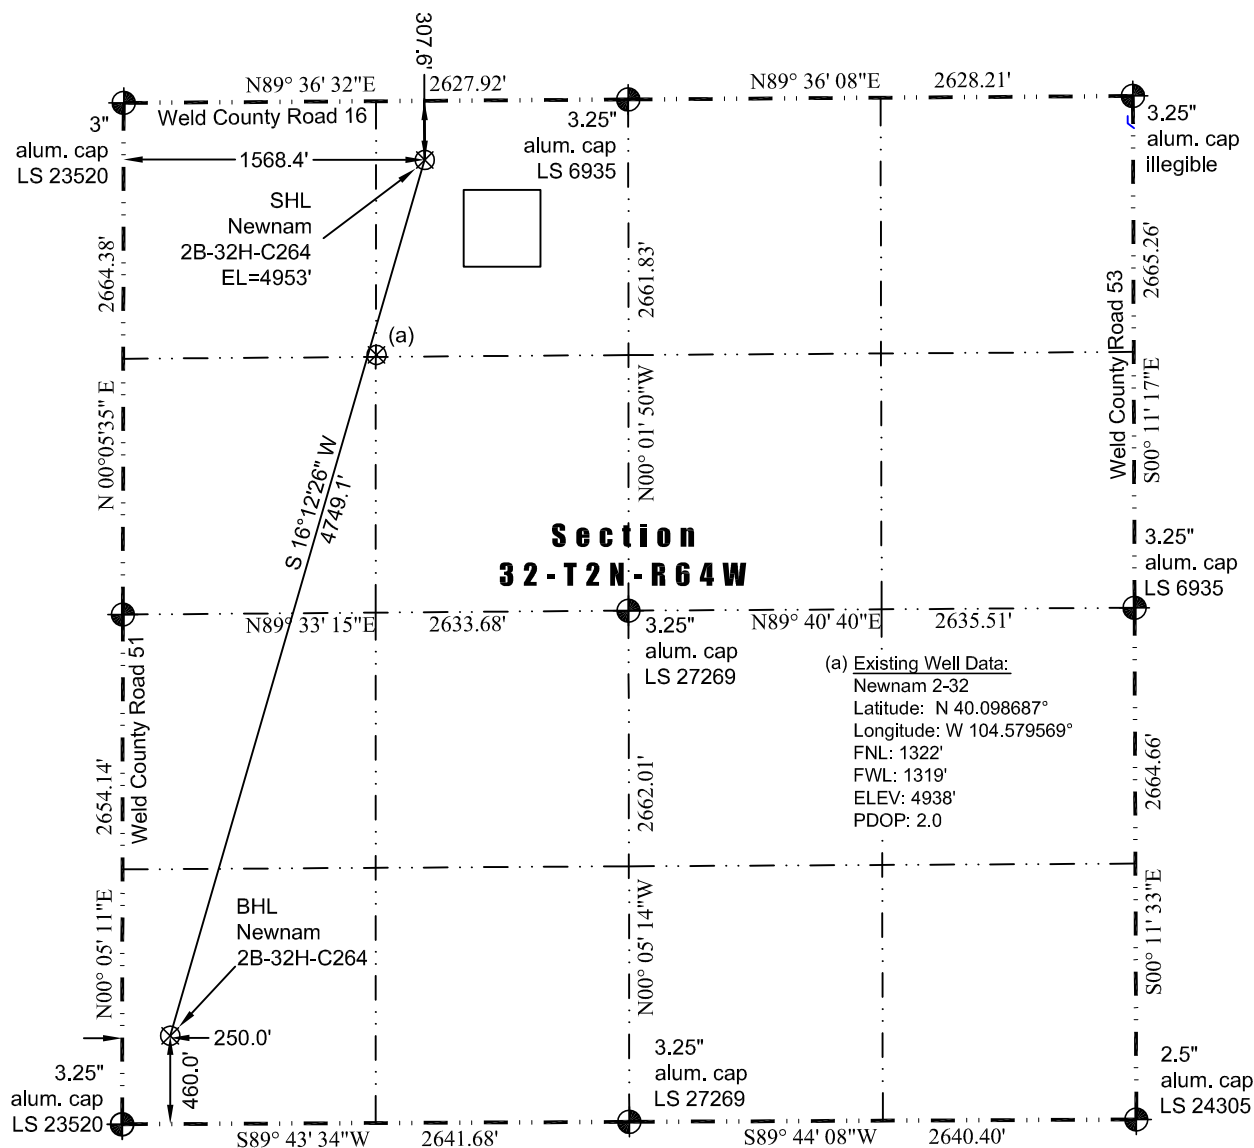 307.6'
N89° 36' 32"E 2627.92'
N89° 36' 08"E 2628.21'
Weld County Road 16
3"
alum. cap
LS 23520
3.25"
alum. cap
LS 6935
3.25"
alum. cap
illegible
1568.4'
SHL
Newnam
2B-32H-C264
EL=4953'
2664.38'
2661.83'
2665.26'
Weld County Road 53
(a)
N 00°05'35" E
N00° 01' 50"W
S00° 11' 17"E
S 16°12'26" W
4749.1'
Section
32-T2N-R64W
3.25"
alum. cap
LS 6935
N89° 33' 15"E 2633.68'
N89° 40' 40"E 2635.51'
3.25"
alum. cap
LS 27269
Weld County Road 51
(a) Existing Well Data:
Newnam 2-32
Latitude: N 40.098687°
Longitude: W 104.579569°
FNL: 1322'
FWL: 1319'
ELEV: 4938'
PDOP: 2.0
2654.14'
2662.01'
2664.66'
N00° 05' 11"E
N00° 05' 14"W
S00° 11' 33"E
BHL
Newnam
2B-32H-C264
250.0'
460.0'
3.25"
alum. cap
LS 23520
3.25"
alum. cap
LS 27269
2.5"
alum. cap
LS 24305
S89° 43' 34"W 2641.68'
S89° 44' 08"W 2640.40'